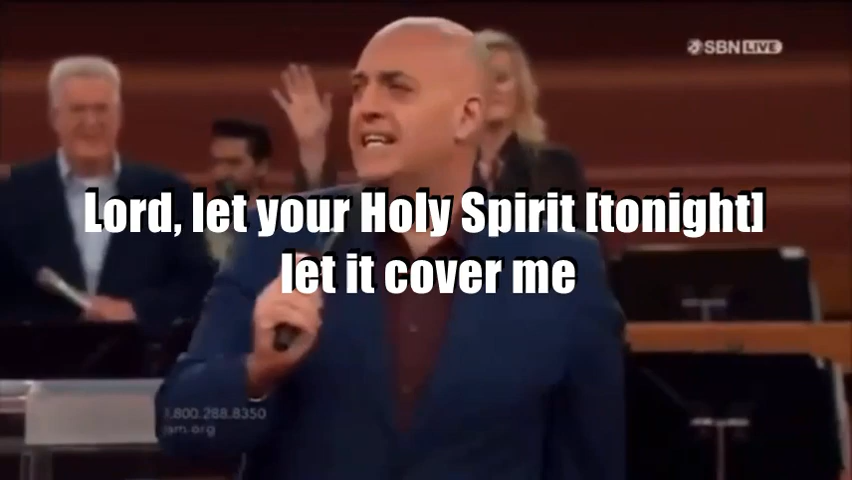 SBN LIVE
Lord, let your Holy Spirit [tonight]
let it cover me
1.800.288.8350
jsm.org